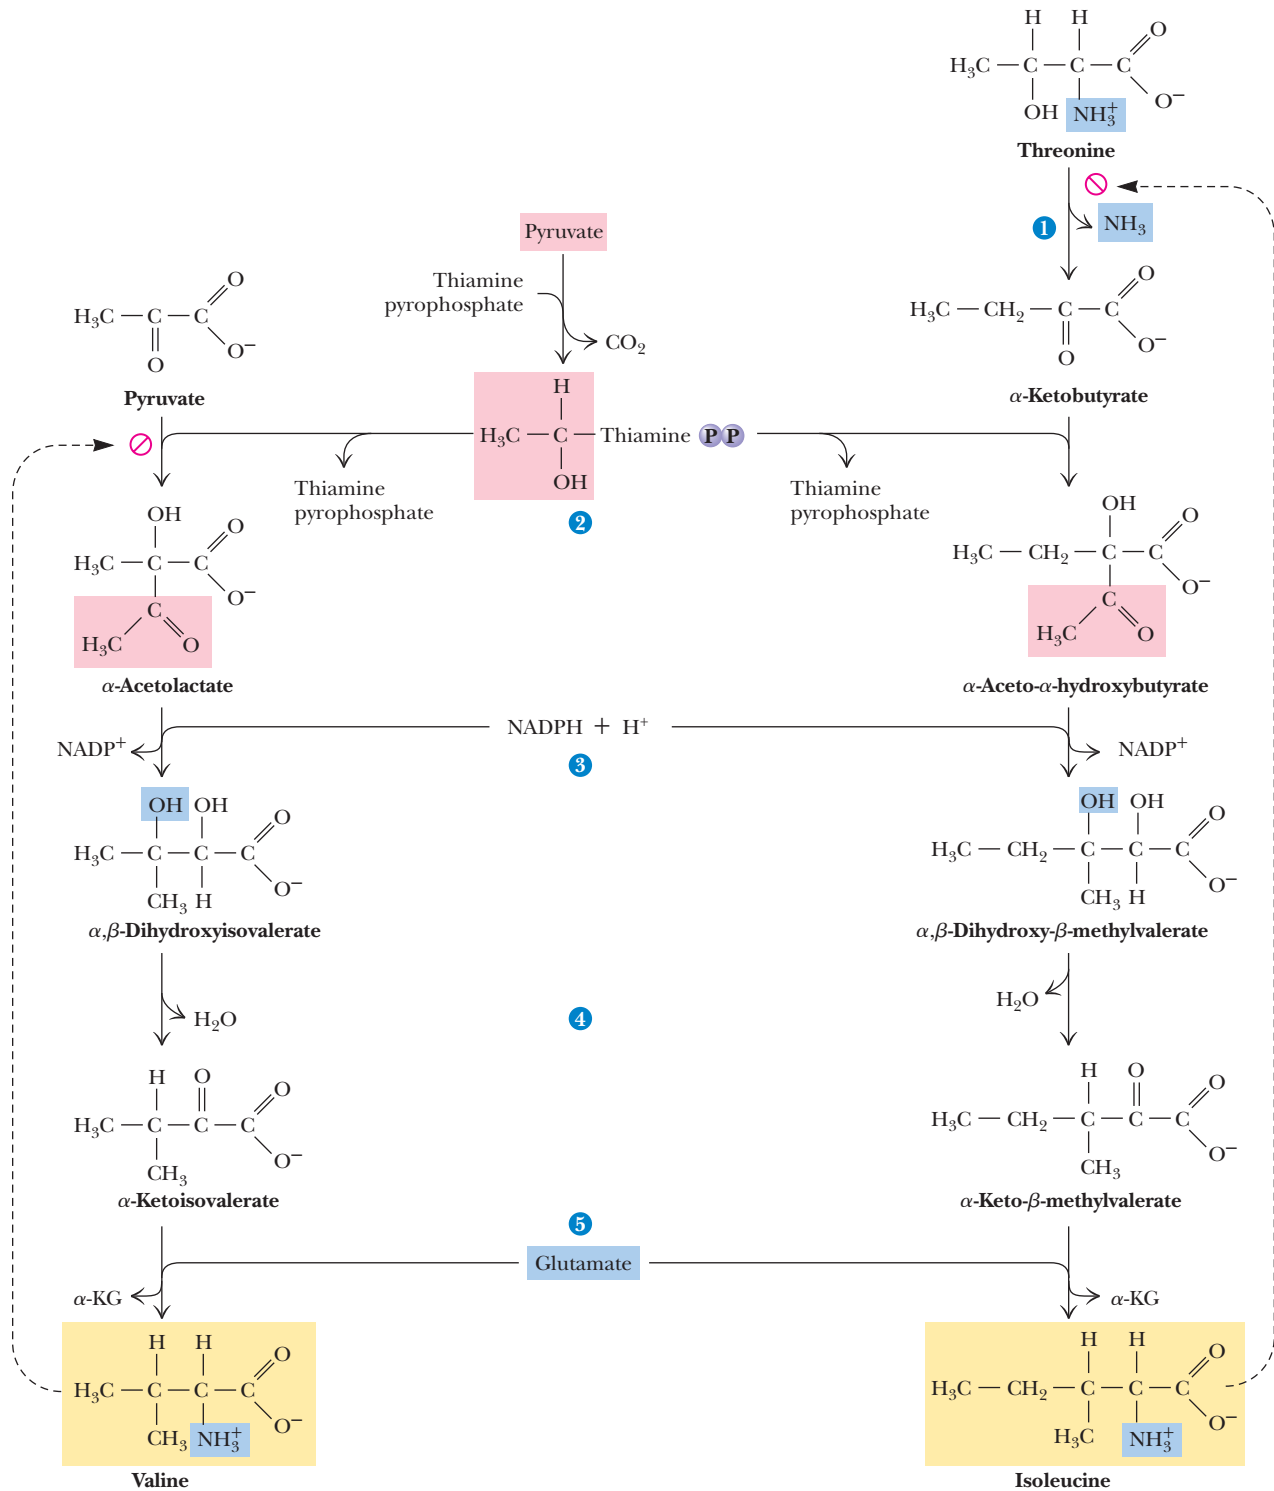 H H
O
H₃C — C — C — C
O⁻
OH NH₃⁺
Threonine
1
NH₃
Pyruvate
Thiamine
pyrophosphate
CO₂
O
H₃C — C — C
O⁻
O
Pyruvate
O
H₃C — CH₂ — C — C
O⁻
O
α-Ketobutyrate
H
H₃C — C — Thiamine P P
OH
2
Thiamine
pyrophosphate
Thiamine
pyrophosphate
OH
O
H₃C — C — C
O⁻
C
H₃C O
α-Acetolactate
OH
O
H₃C — CH₂ — C — C
O⁻
C
H₃C O
α-Aceto-α-hydroxybutyrate
NADPH + H⁺
NADP⁺
NADP⁺
3
OH OH
O
H₃C — C — C — C
O⁻
CH₃ H
α,β-Dihydroxyisovalerate
OH OH
O
H₃C — CH₂ — C — C — C
O⁻
CH₃ H
α,β-Dihydroxy-β-methylvalerate
H₂O
H₂O
4
H O
O
H₃C — C — C — C
O⁻
CH₃
α-Ketoisovalerate
H O
O
H₃C — CH₂ — C — C — C
O⁻
CH₃
α-Keto-β-methylvalerate
5
Glutamate
α-KG
α-KG
H H
O
H₃C — C — C — C
O⁻
CH₃ NH₃⁺
Valine
H H
O
H₃C — CH₂ — C — C — C
O⁻
H₃C NH₃⁺
Isoleucine